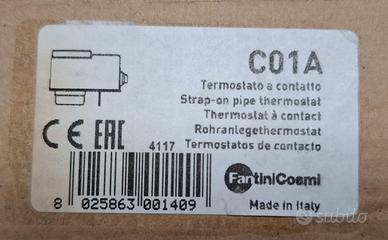 C01A
Termostato a contatto
Strap-on pipe thermostat
Thermostat à contact
Rohranlegethermostat
Termostatos de contacto
CE EAC 4117
FantiniCosmi
8 025863 001409
Made in Italy
subito